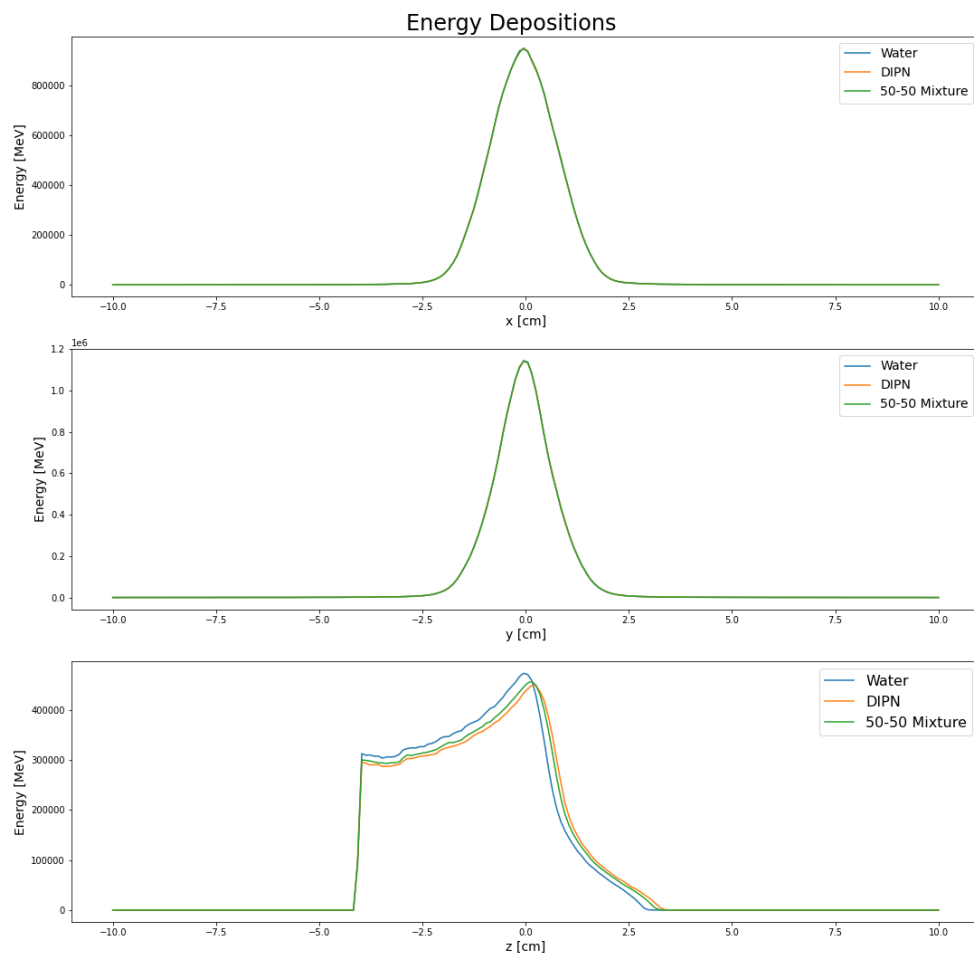 Energy Depositions
Energy [MeV]
800000
600000
400000
200000
0
Water
DIPN
50-50 Mixture
−10.0 −7.5 −5.0 −2.5 0.0 2.5 5.0 7.5 10.0
x [cm]
1e6
Energy [MeV]
1.2
1.0
0.8
0.6
0.4
0.2
0.0
Water
DIPN
50-50 Mixture
−10.0 −7.5 −5.0 −2.5 0.0 2.5 5.0 7.5 10.0
y [cm]
Energy [MeV]
400000
300000
200000
100000
0
Water
DIPN
50-50 Mixture
−10.0 −7.5 −5.0 −2.5 0.0 2.5 5.0 7.5 10.0
z [cm]